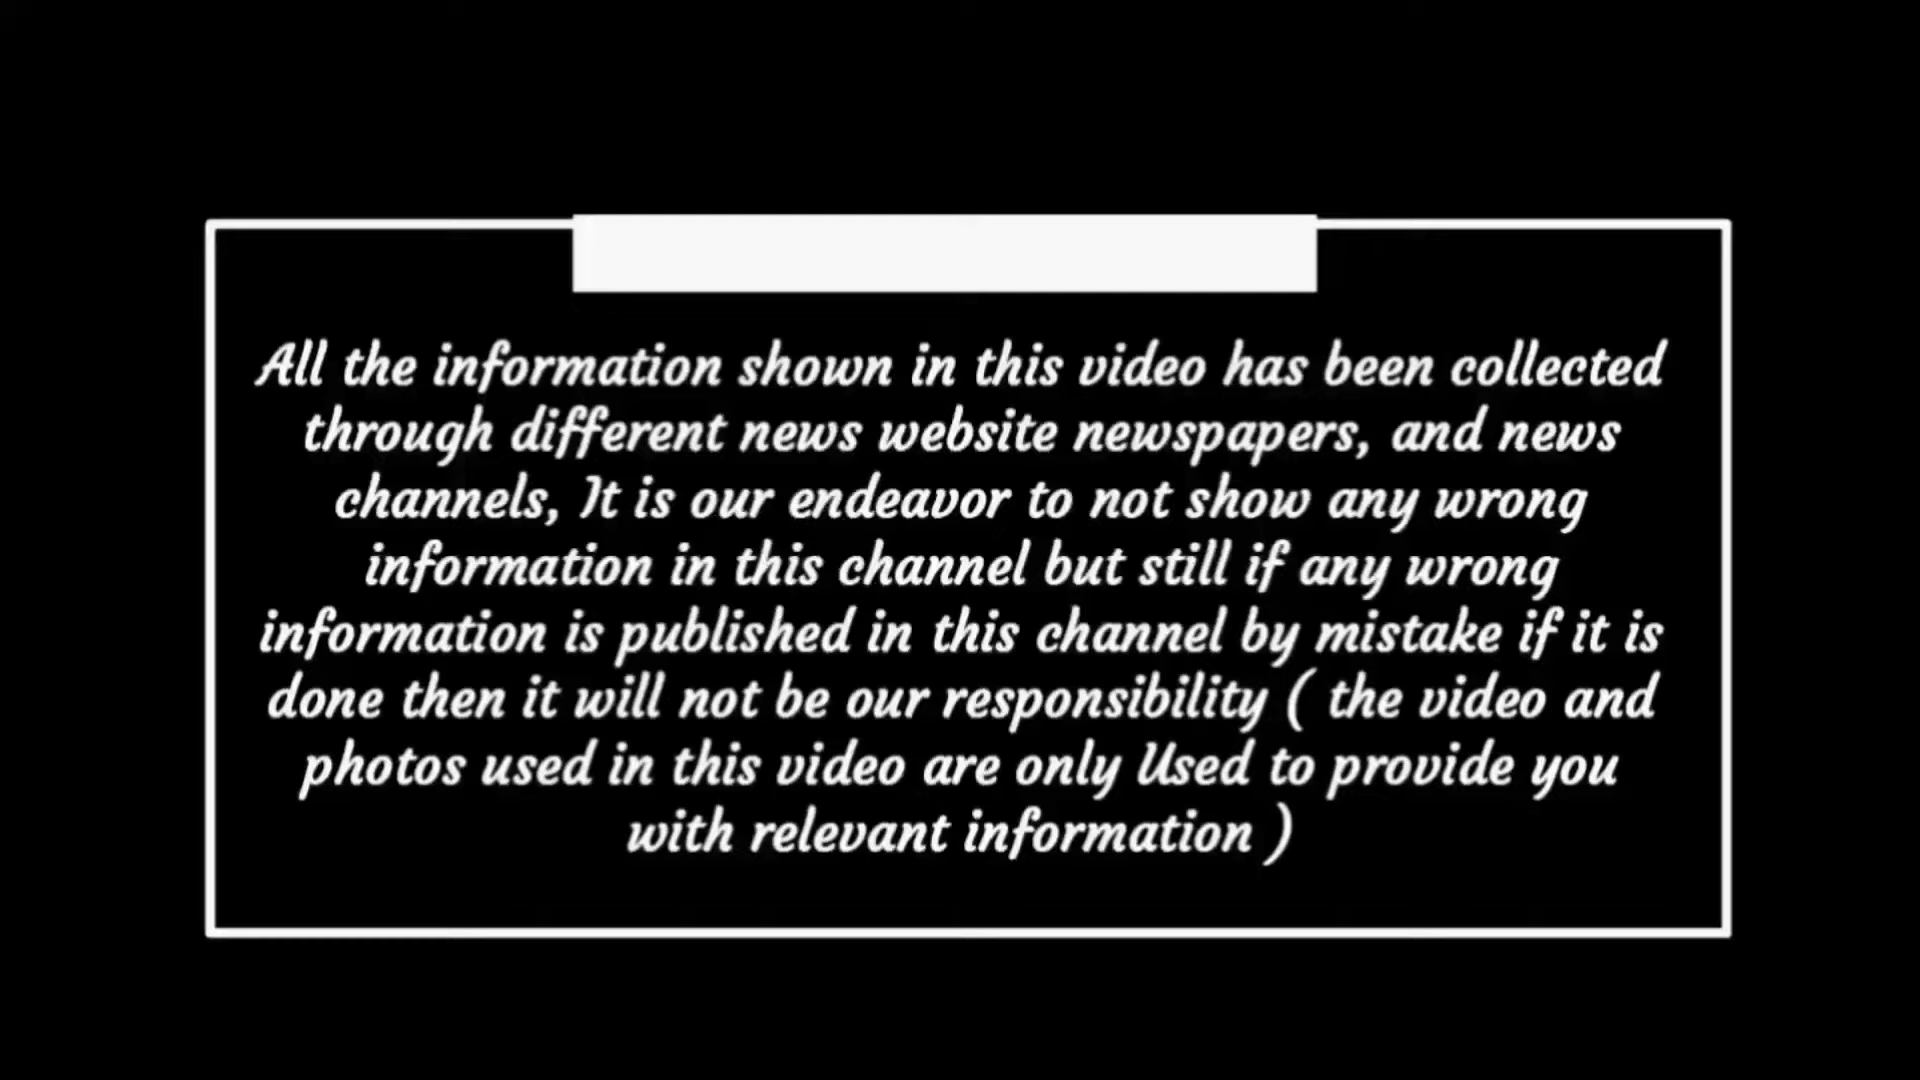 All the information shown in this video has been collected
through different news website newspapers, and news
channels, It is our endeavor to not show any wrong
information in this channel but still if any wrong
information is published in this channel by mistake if it is
done then it will not be our responsibility ( the video and
photos used in this video are only Used to provide you
with relevant information )